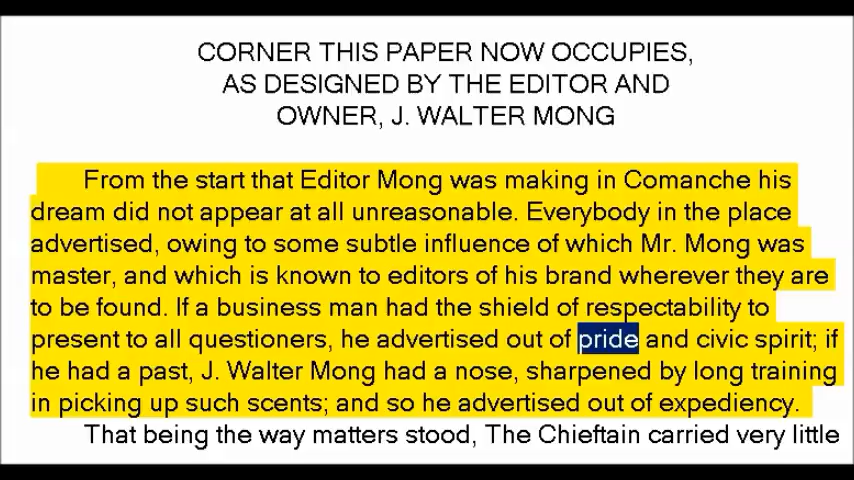 CORNER THIS PAPER NOW OCCUPIES,
AS DESIGNED BY THE EDITOR AND
OWNER, J. WALTER MONG
From the start that Editor Mong was making in Comanche his
dream did not appear at all unreasonable. Everybody in the place
advertised, owing to some subtle influence of which Mr. Mong was
master, and which is known to editors of his brand wherever they are
to be found. If a business man had the shield of respectability to
present to all questioners, he advertised out of pride and civic spirit; if
he had a past, J. Walter Mong had a nose, sharpened by long training
in picking up such scents; and so he advertised out of expediency.
That being the way matters stood, The Chieftain carried very little